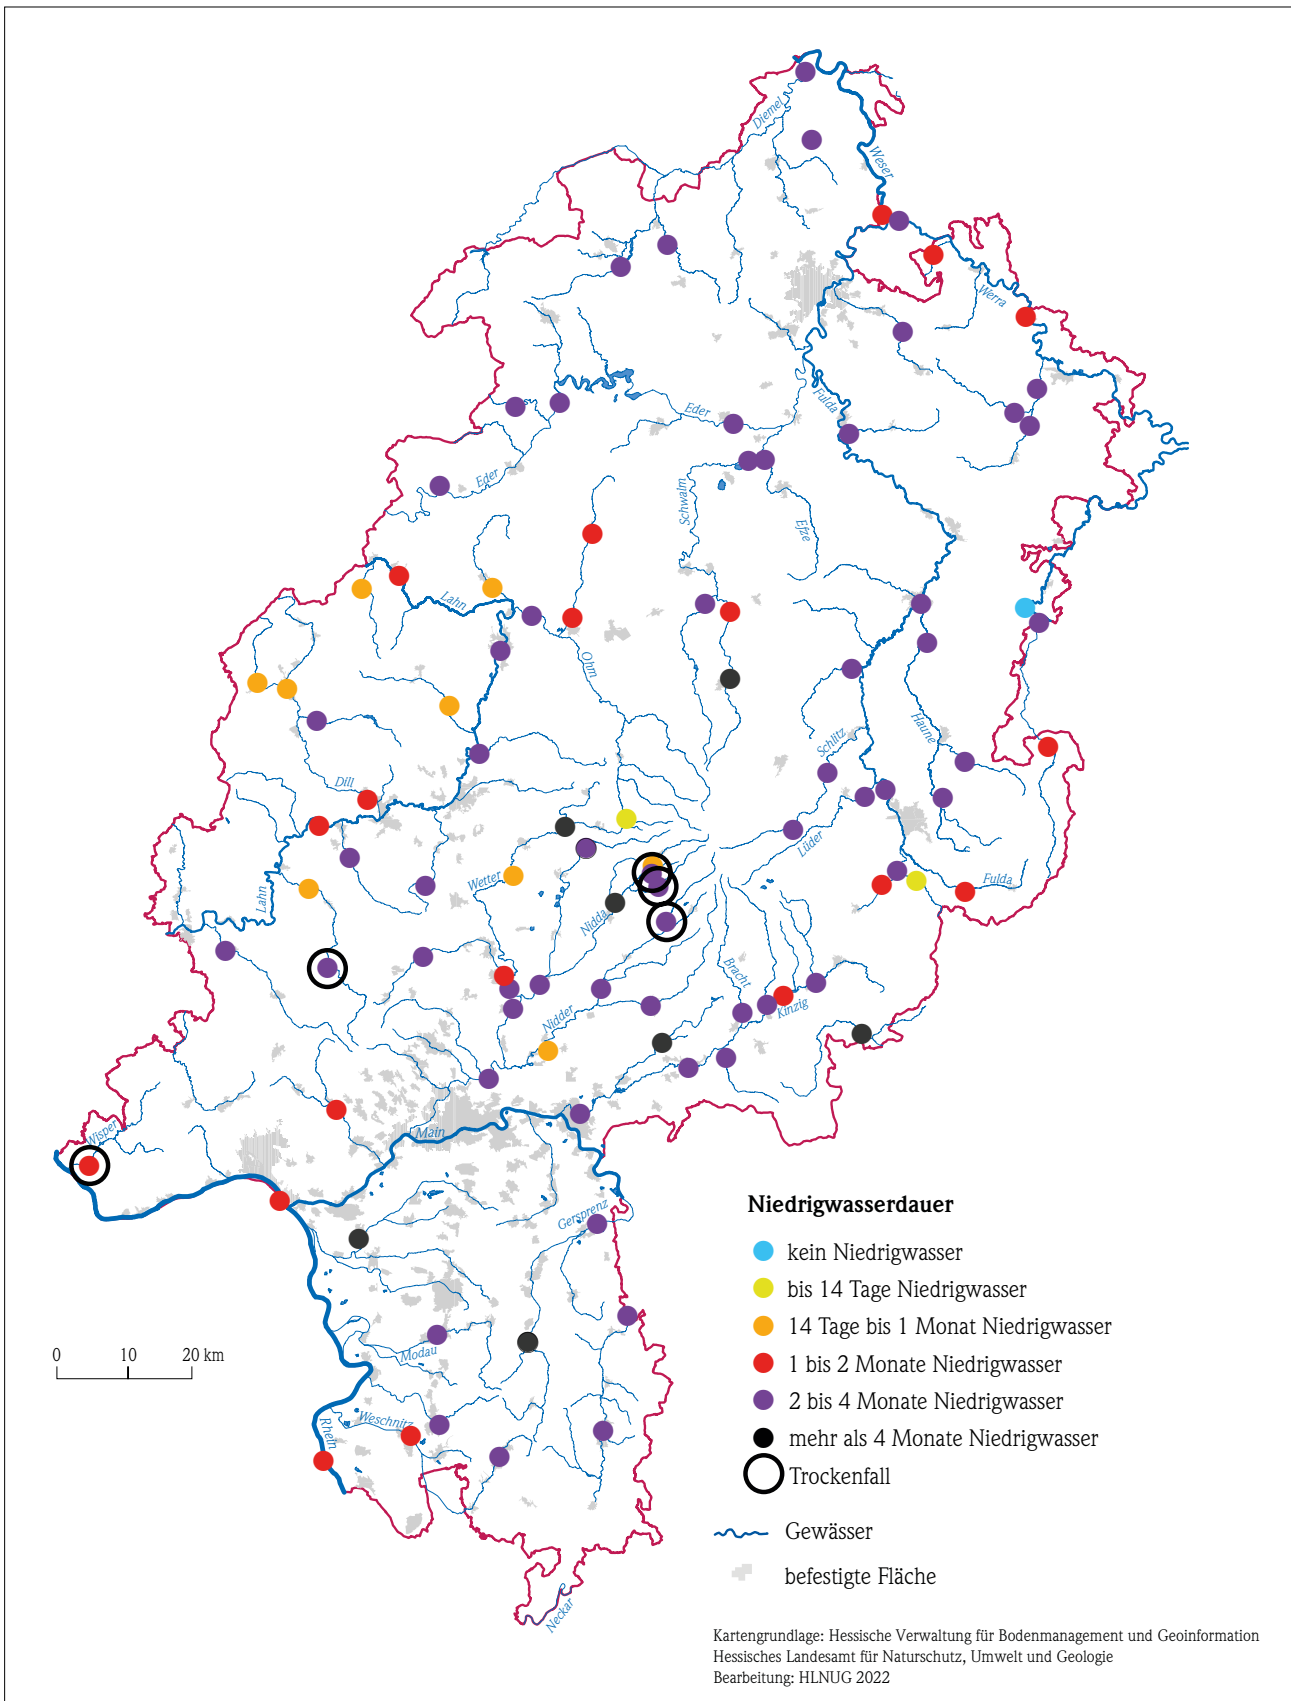 Diemel
Weser
Werra
Fulda
Eder
Eder
Schwalm
Efze
Lahn
Ohm
Haune
Schlitz
Dill
Lüder
Wetter
Fulda
Lahn
Nidda
Bracht
Kinzig
Nidder
Wisper
Main
Gersprenz
Modau
Weschnitz
Rhein
Neckar
0 10 20 km
Niedrigwasserdauer
kein Niedrigwasser
bis 14 Tage Niedrigwasser
14 Tage bis 1 Monat Niedrigwasser
1 bis 2 Monate Niedrigwasser
2 bis 4 Monate Niedrigwasser
mehr als 4 Monate Niedrigwasser
Trockenfall
Gewässer
befestigte Fläche
Kartengrundlage: Hessische Verwaltung für Bodenmanagement und Geoinformation
Hessisches Landesamt für Naturschutz, Umwelt und Geologie
Bearbeitung: HLNUG 2022